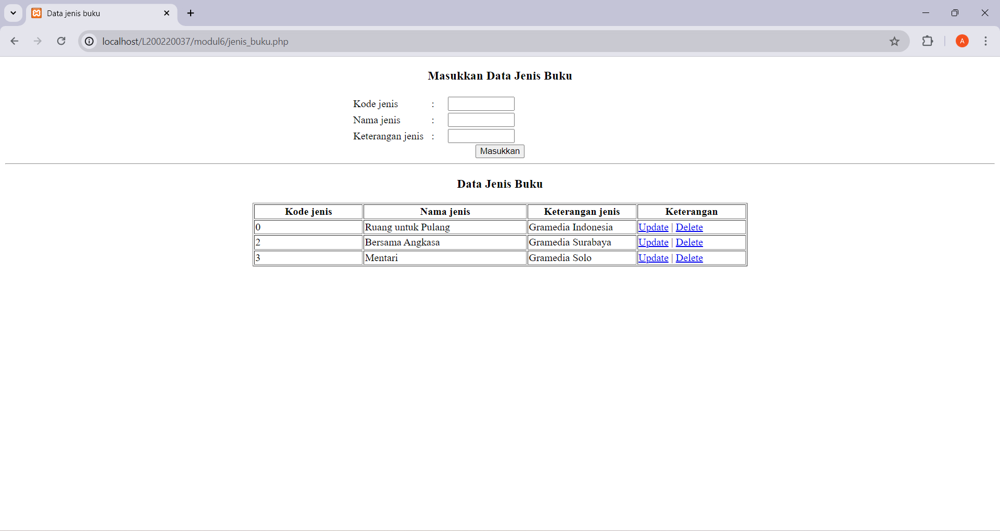 Data jenis buku
localhost/L200220037/modul6/jenis_buku.php
A
Masukkan Data Jenis Buku
Kode jenis :
Nama jenis :
Keterangan jenis :
Masukkan
Data Jenis Buku
Kode jenis Nama jenis Keterangan jenis Keterangan
0 Ruang untuk Pulang Gramedia Indonesia Update | Delete
2 Bersama Angkasa Gramedia Surabaya Update | Delete
3 Mentari Gramedia Solo Update | Delete